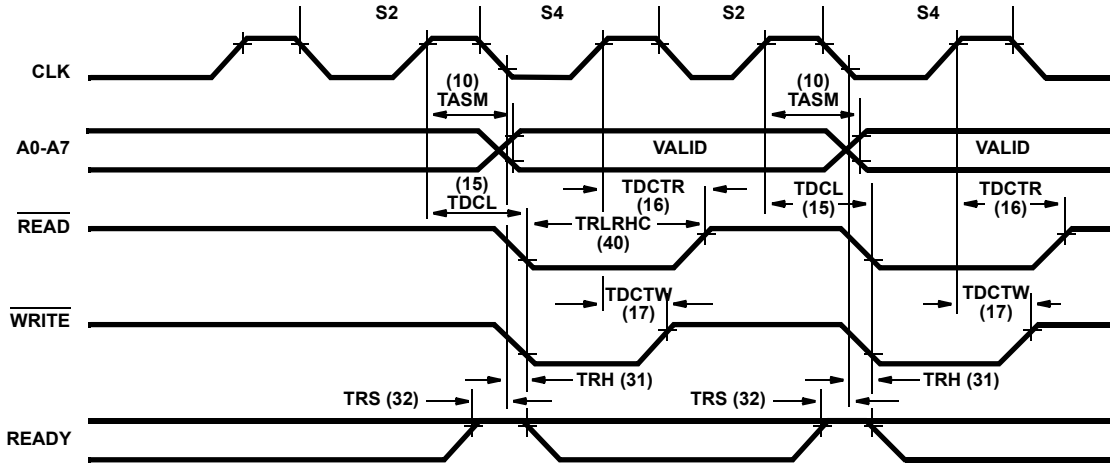 S2
S4
S2
S4
CLK
(10)
TASM
(10)
TASM
A0-A7
VALID
VALID
(15)
TDCL
TDCTR
(16)
TDCL
(15)
TDCTR
(16)
READ
TRLRHC
(40)
WRITE
TDCTW
(17)
TDCTW
(17)
TRH (31)
TRH (31)
TRS (32)
TRS (32)
READY